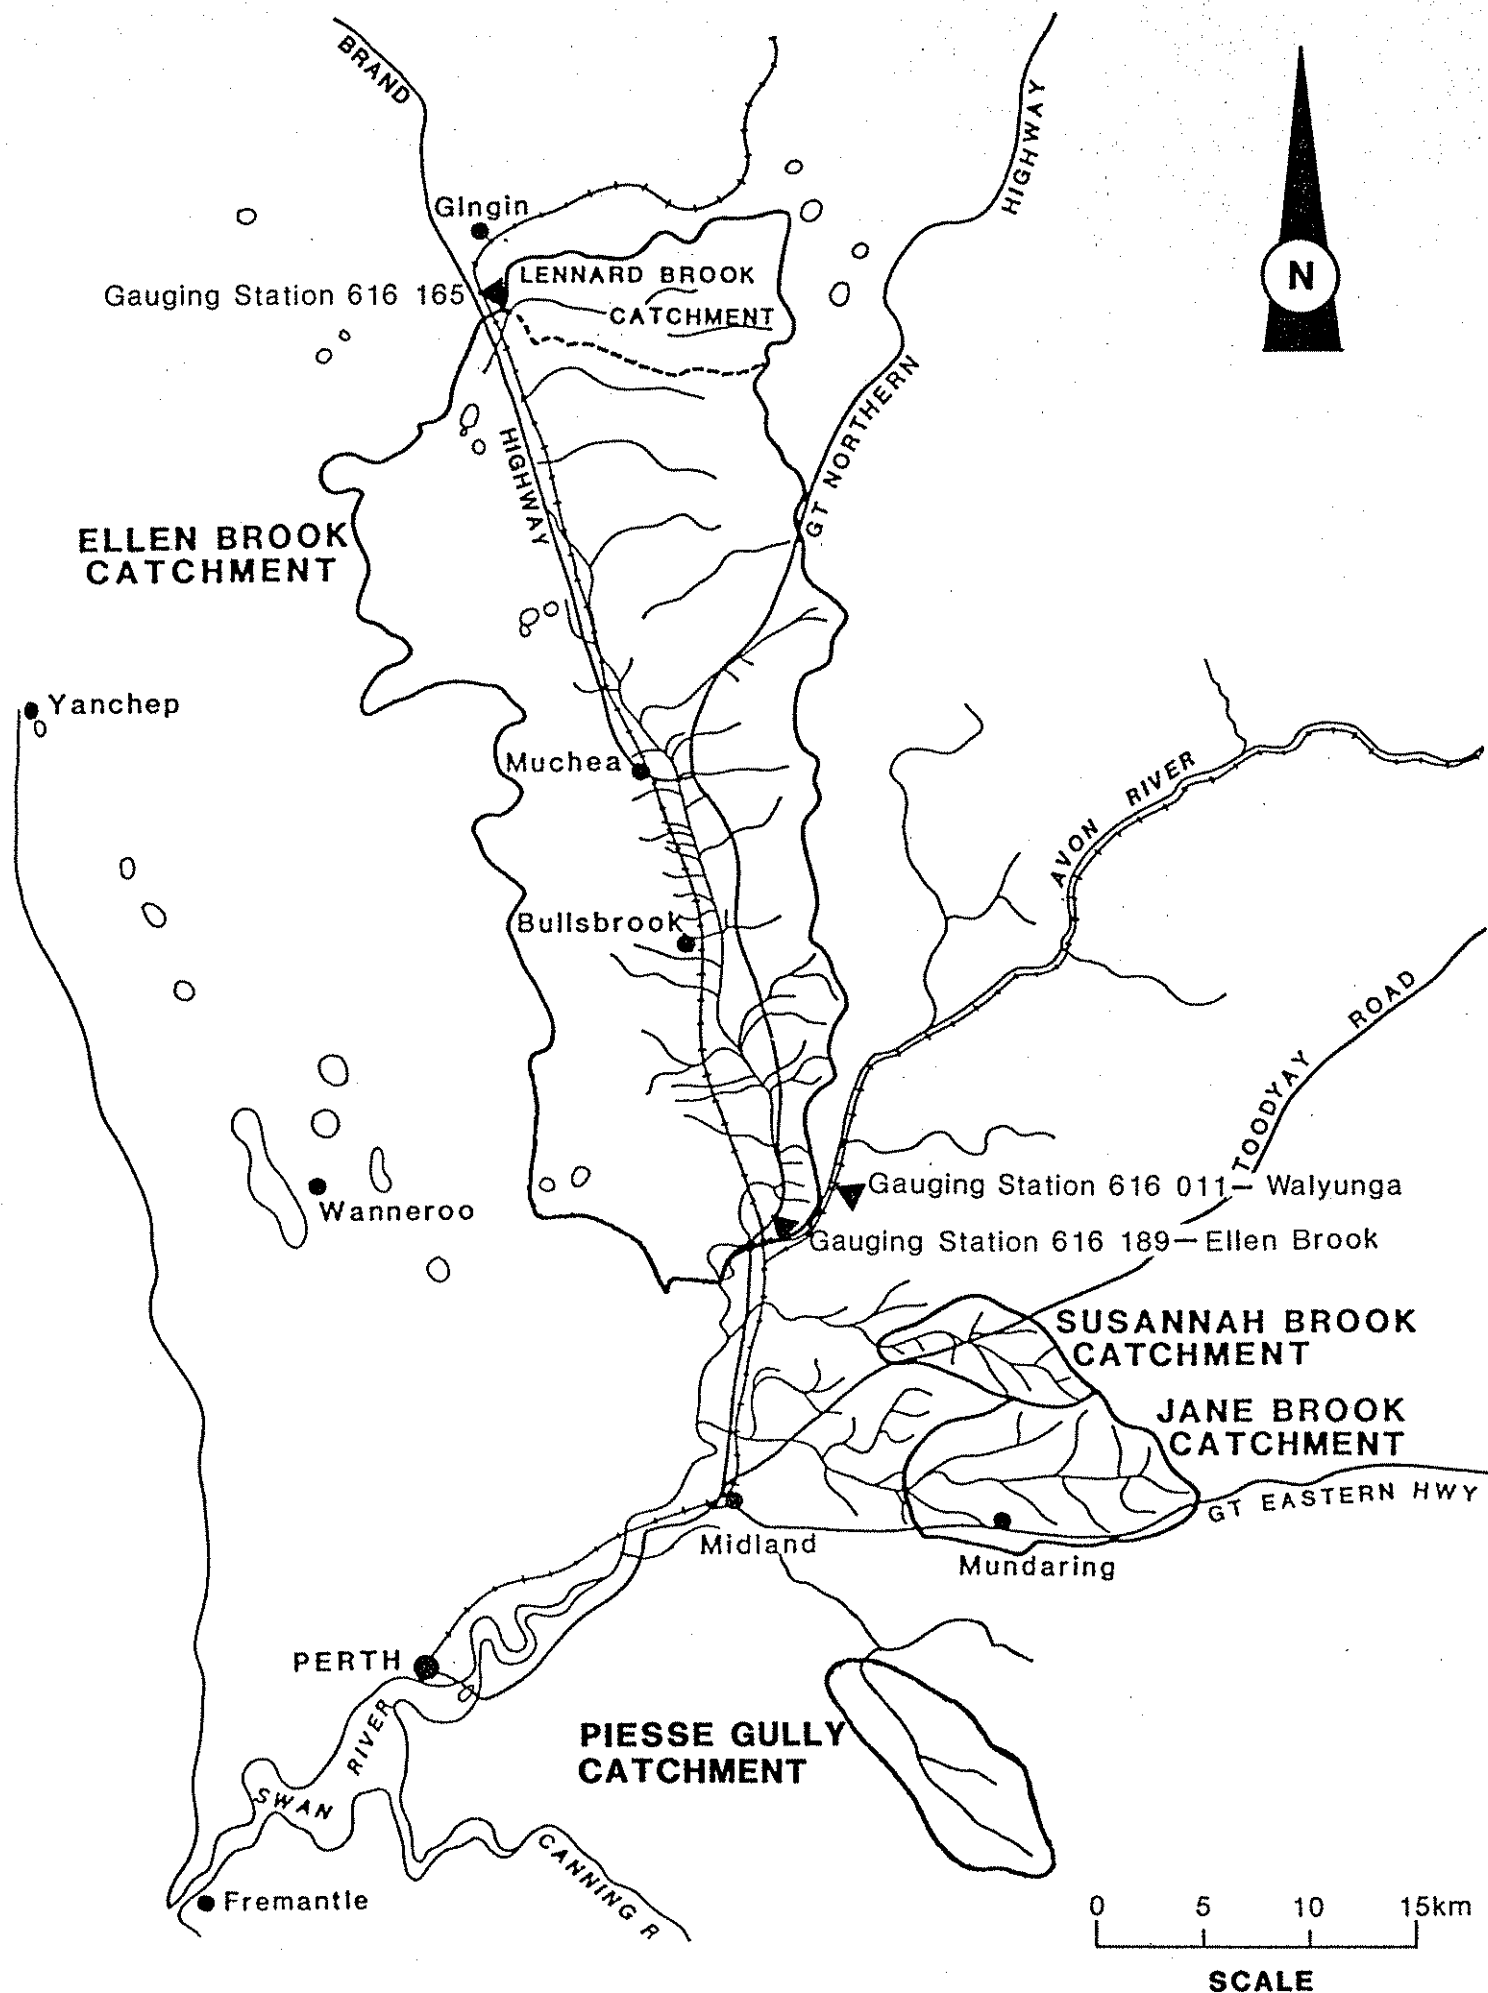 BRAND
HIGHWAY
GIngin
N
LENNARD BROOK
CATCHMENT
Gauging Station 616 165
GT NORTHERN
HIGHWAY
ELLEN BROOK
CATCHMENT
Yanchep
Muchea
AVON RIVER
Bullsbrook
TOODYAY ROAD
Gauging Station 616 011– Walyunga
Wanneroo
Gauging Station 616 189–Ellen Brook
SUSANNAH BROOK
CATCHMENT
JANE BROOK
CATCHMENT
GT EASTERN HWY
Midland
Mundaring
PERTH
PIESSE GULLY
CATCHMENT
SWAN RIVER
CANNING R
Fremantle
0 5 10 15km
SCALE